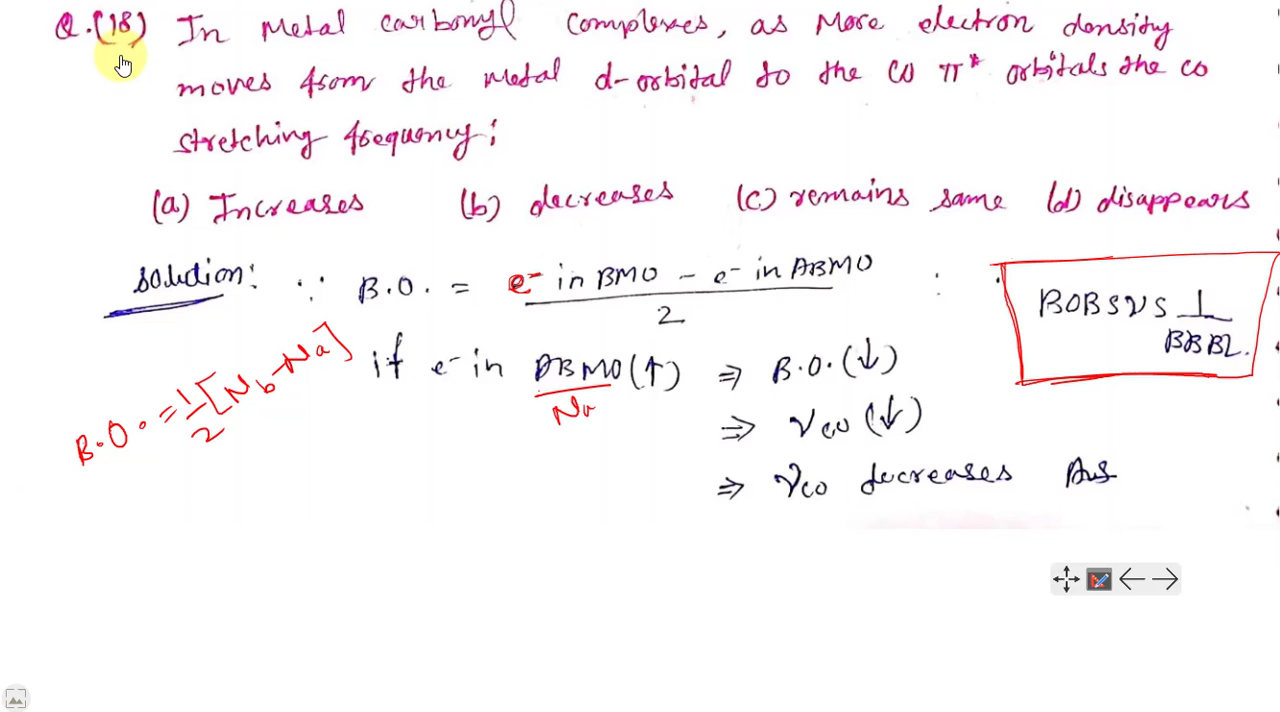 Q.(18) In Metal carbonyl complexes, as More electron density
moves from the metal d-orbital to the CO π* orbitals the co
stretching frequency:
(a) Increases (b) decreases (c) remains same (d) disappears
solution: ∵ B.O. = e⁻ in BMO - e⁻ in ABMO
2
if e⁻ in ABMO(↑) ⇒ B.O.(↓)
Na
⇒ νco (↓)
⇒ νco decreases Ans
B.O. = 1/2 [Nb-Na]
BOBSνS 1
BBBL.